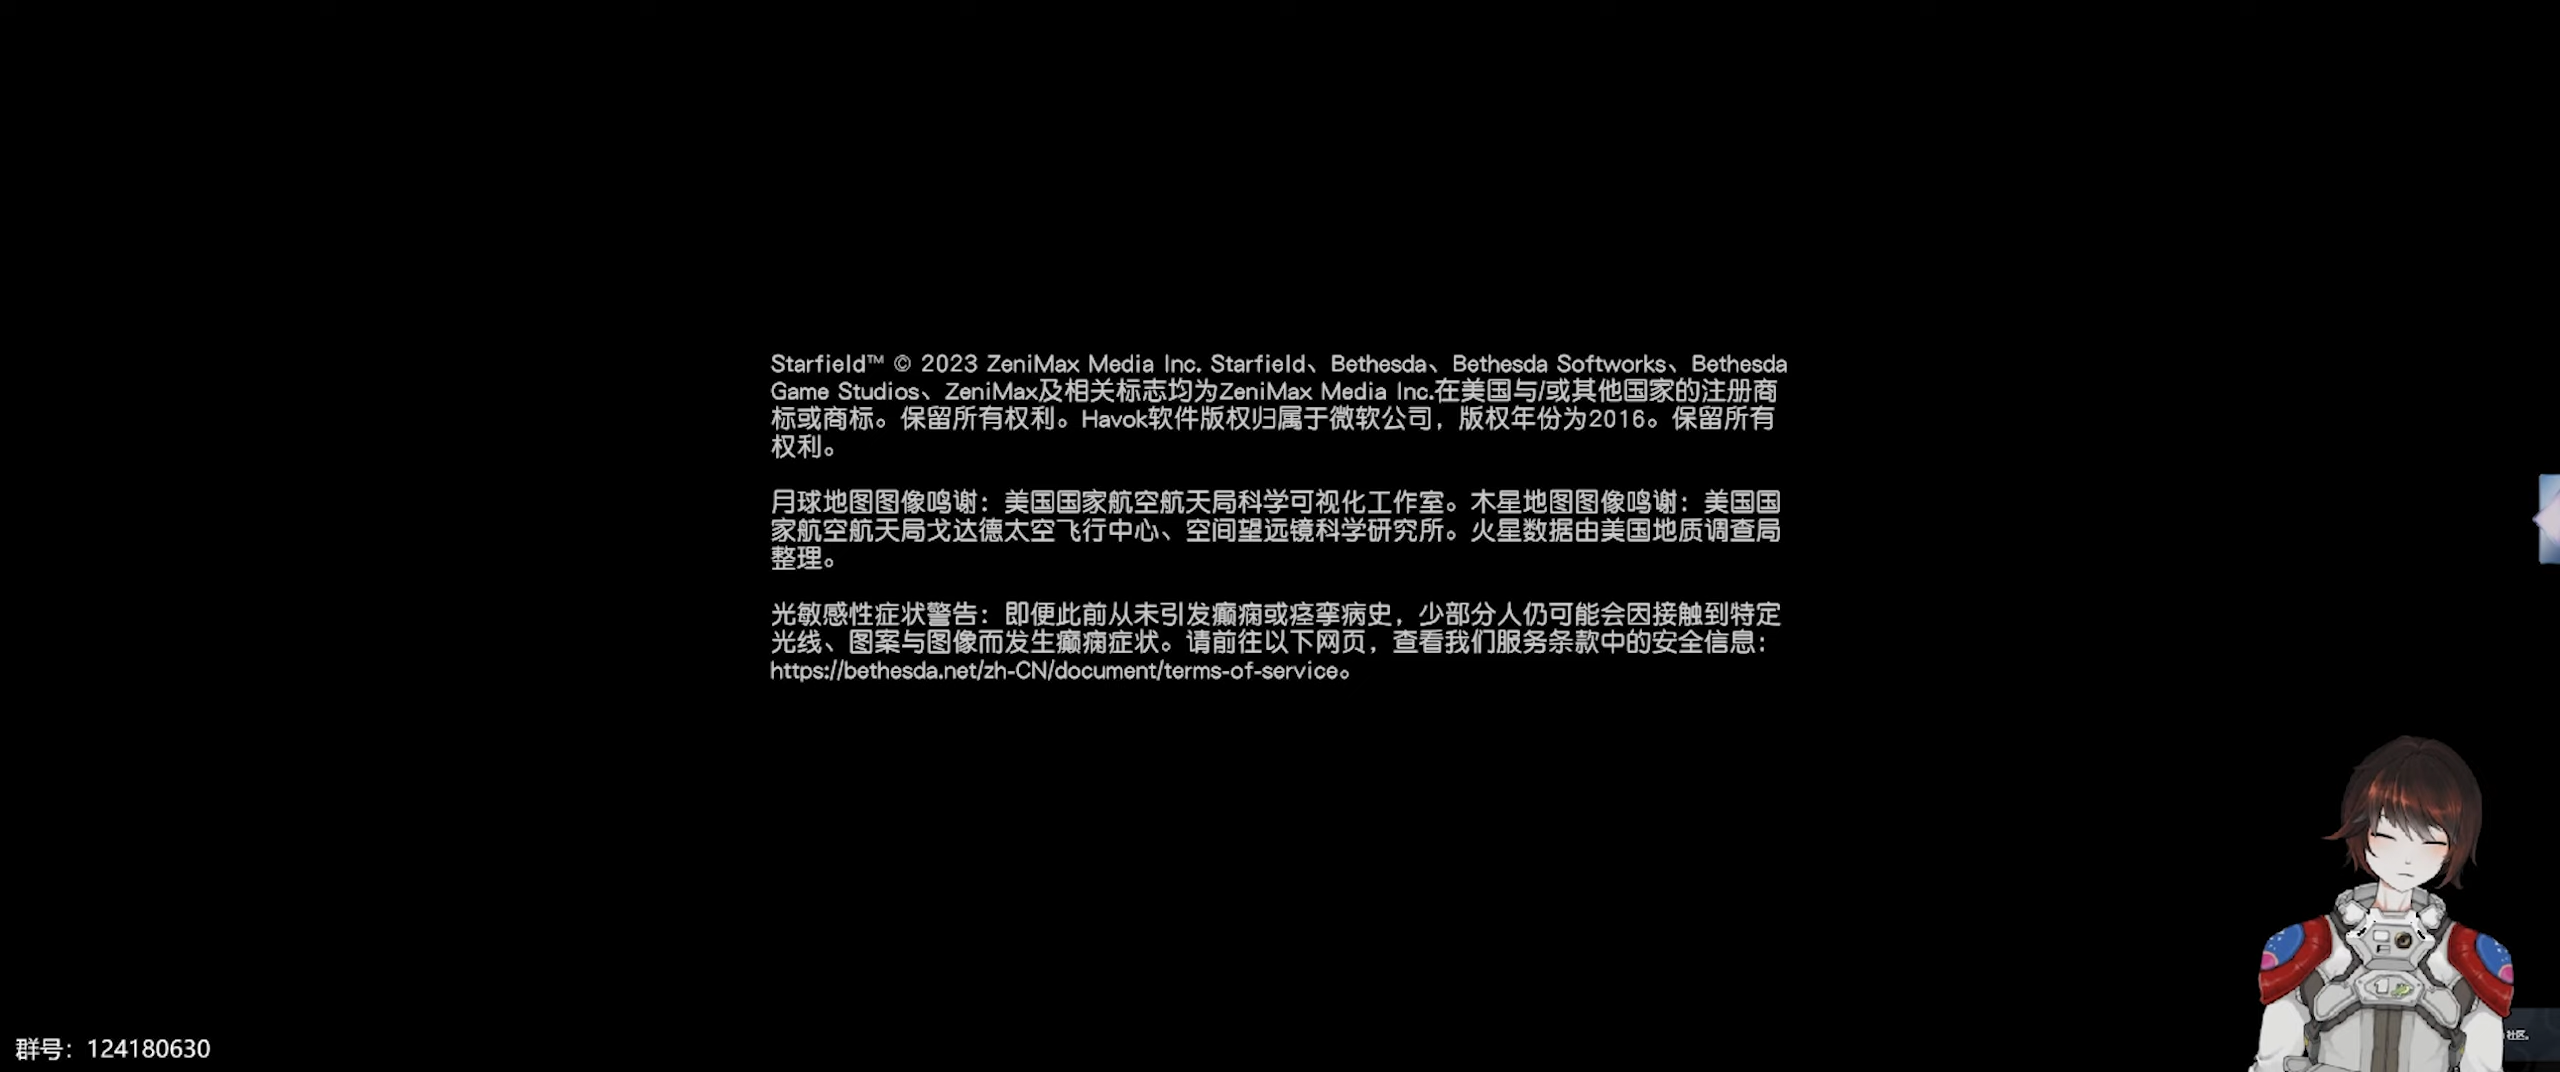 Starfield™ © 2023 ZeniMax Media Inc. Starfield、Bethesda、Bethesda Softworks、Bethesda
Game Studios、ZeniMax及相关标志均为ZeniMax Media Inc.在美国与/或其他国家的注册商
标或商标。保留所有权利。Havok软件版权归属于微软公司，版权年份为2016。保留所有
权利。
月球地图图像鸣谢：美国国家航空航天局科学可视化工作室。木星地图图像鸣谢：美国国
家航空航天局戈达德太空飞行中心、空间望远镜科学研究所。火星数据由美国地质调查局
整理。
光敏感性症状警告：即便此前从未引发癫痫或痉挛病史，少部分人仍可能会因接触到特定
光线、图案与图像而发生癫痫症状。请前往以下网页，查看我们服务条款中的安全信息：
https://bethesda.net/zh-CN/document/terms-of-service。
社区。
群号：124180630